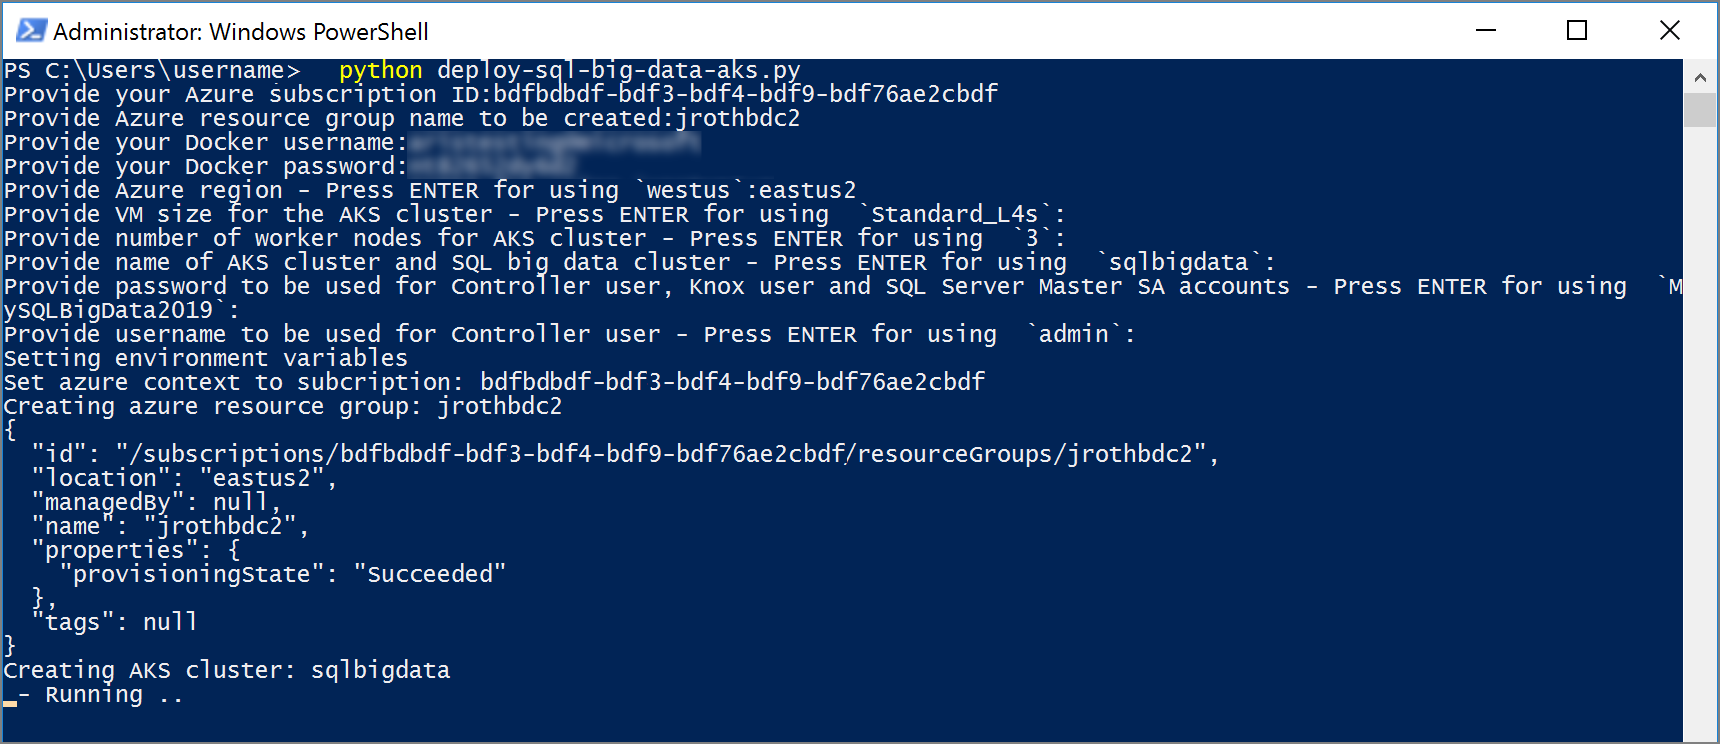 Administrator: Windows PowerShell
PS C:\Users\username>   python deploy-sql-big-data-aks.py
Provide your Azure subscription ID:bdfbdbdf-bdf3-bdf4-bdf9-bdf76ae2cbdf
Provide Azure resource group name to be created:jrothbdc2
Provide your Docker username:
Provide your Docker password:
Provide Azure region - Press ENTER for using `westus`:eastus2
Provide VM size for the AKS cluster - Press ENTER for using  `Standard_L4s`:
Provide number of worker nodes for AKS cluster - Press ENTER for using  `3`:
Provide name of AKS cluster and SQL big data cluster - Press ENTER for using  `sqlbigdata`:
Provide password to be used for Controller user, Knox user and SQL Server Master SA accounts - Press ENTER for using  `M
ySQLBigData2019`:
Provide username to be used for Controller user - Press ENTER for using  `admin`:
Setting environment variables
Set azure context to subcription: bdfbdbdf-bdf3-bdf4-bdf9-bdf76ae2cbdf
Creating azure resource group: jrothbdc2
{
  "id": "/subscriptions/bdfbdbdf-bdf3-bdf4-bdf9-bdf76ae2cbdf/resourceGroups/jrothbdc2",
  "location": "eastus2",
  "managedBy": null,
  "name": "jrothbdc2",
  "properties": {
    "provisioningState": "Succeeded"
  },
  "tags": null
}
Creating AKS cluster: sqlbigdata
 - Running ..